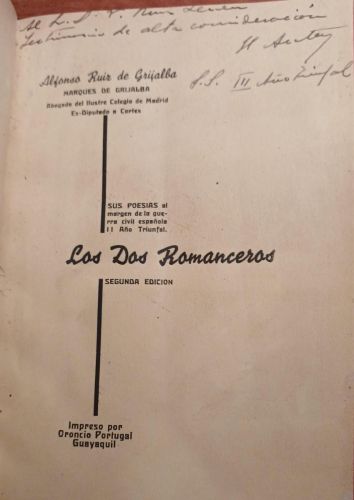 Al
testimonio de alta consideración
El Autor
S.S. III Año Triunfal
Alfonso Ruiz de Grijalba
MARQUES DE GRIJALBA
Abogado del Ilustre Colegio de Madrid
Ex-Diputado a Cortes
SUS POESIAS al
margen de la gue-
rra civil española
II Año Triunfal.
Los Dos Romanceros
SEGUNDA EDICION
Impreso por
Oroncio Portugal
Guayaquil